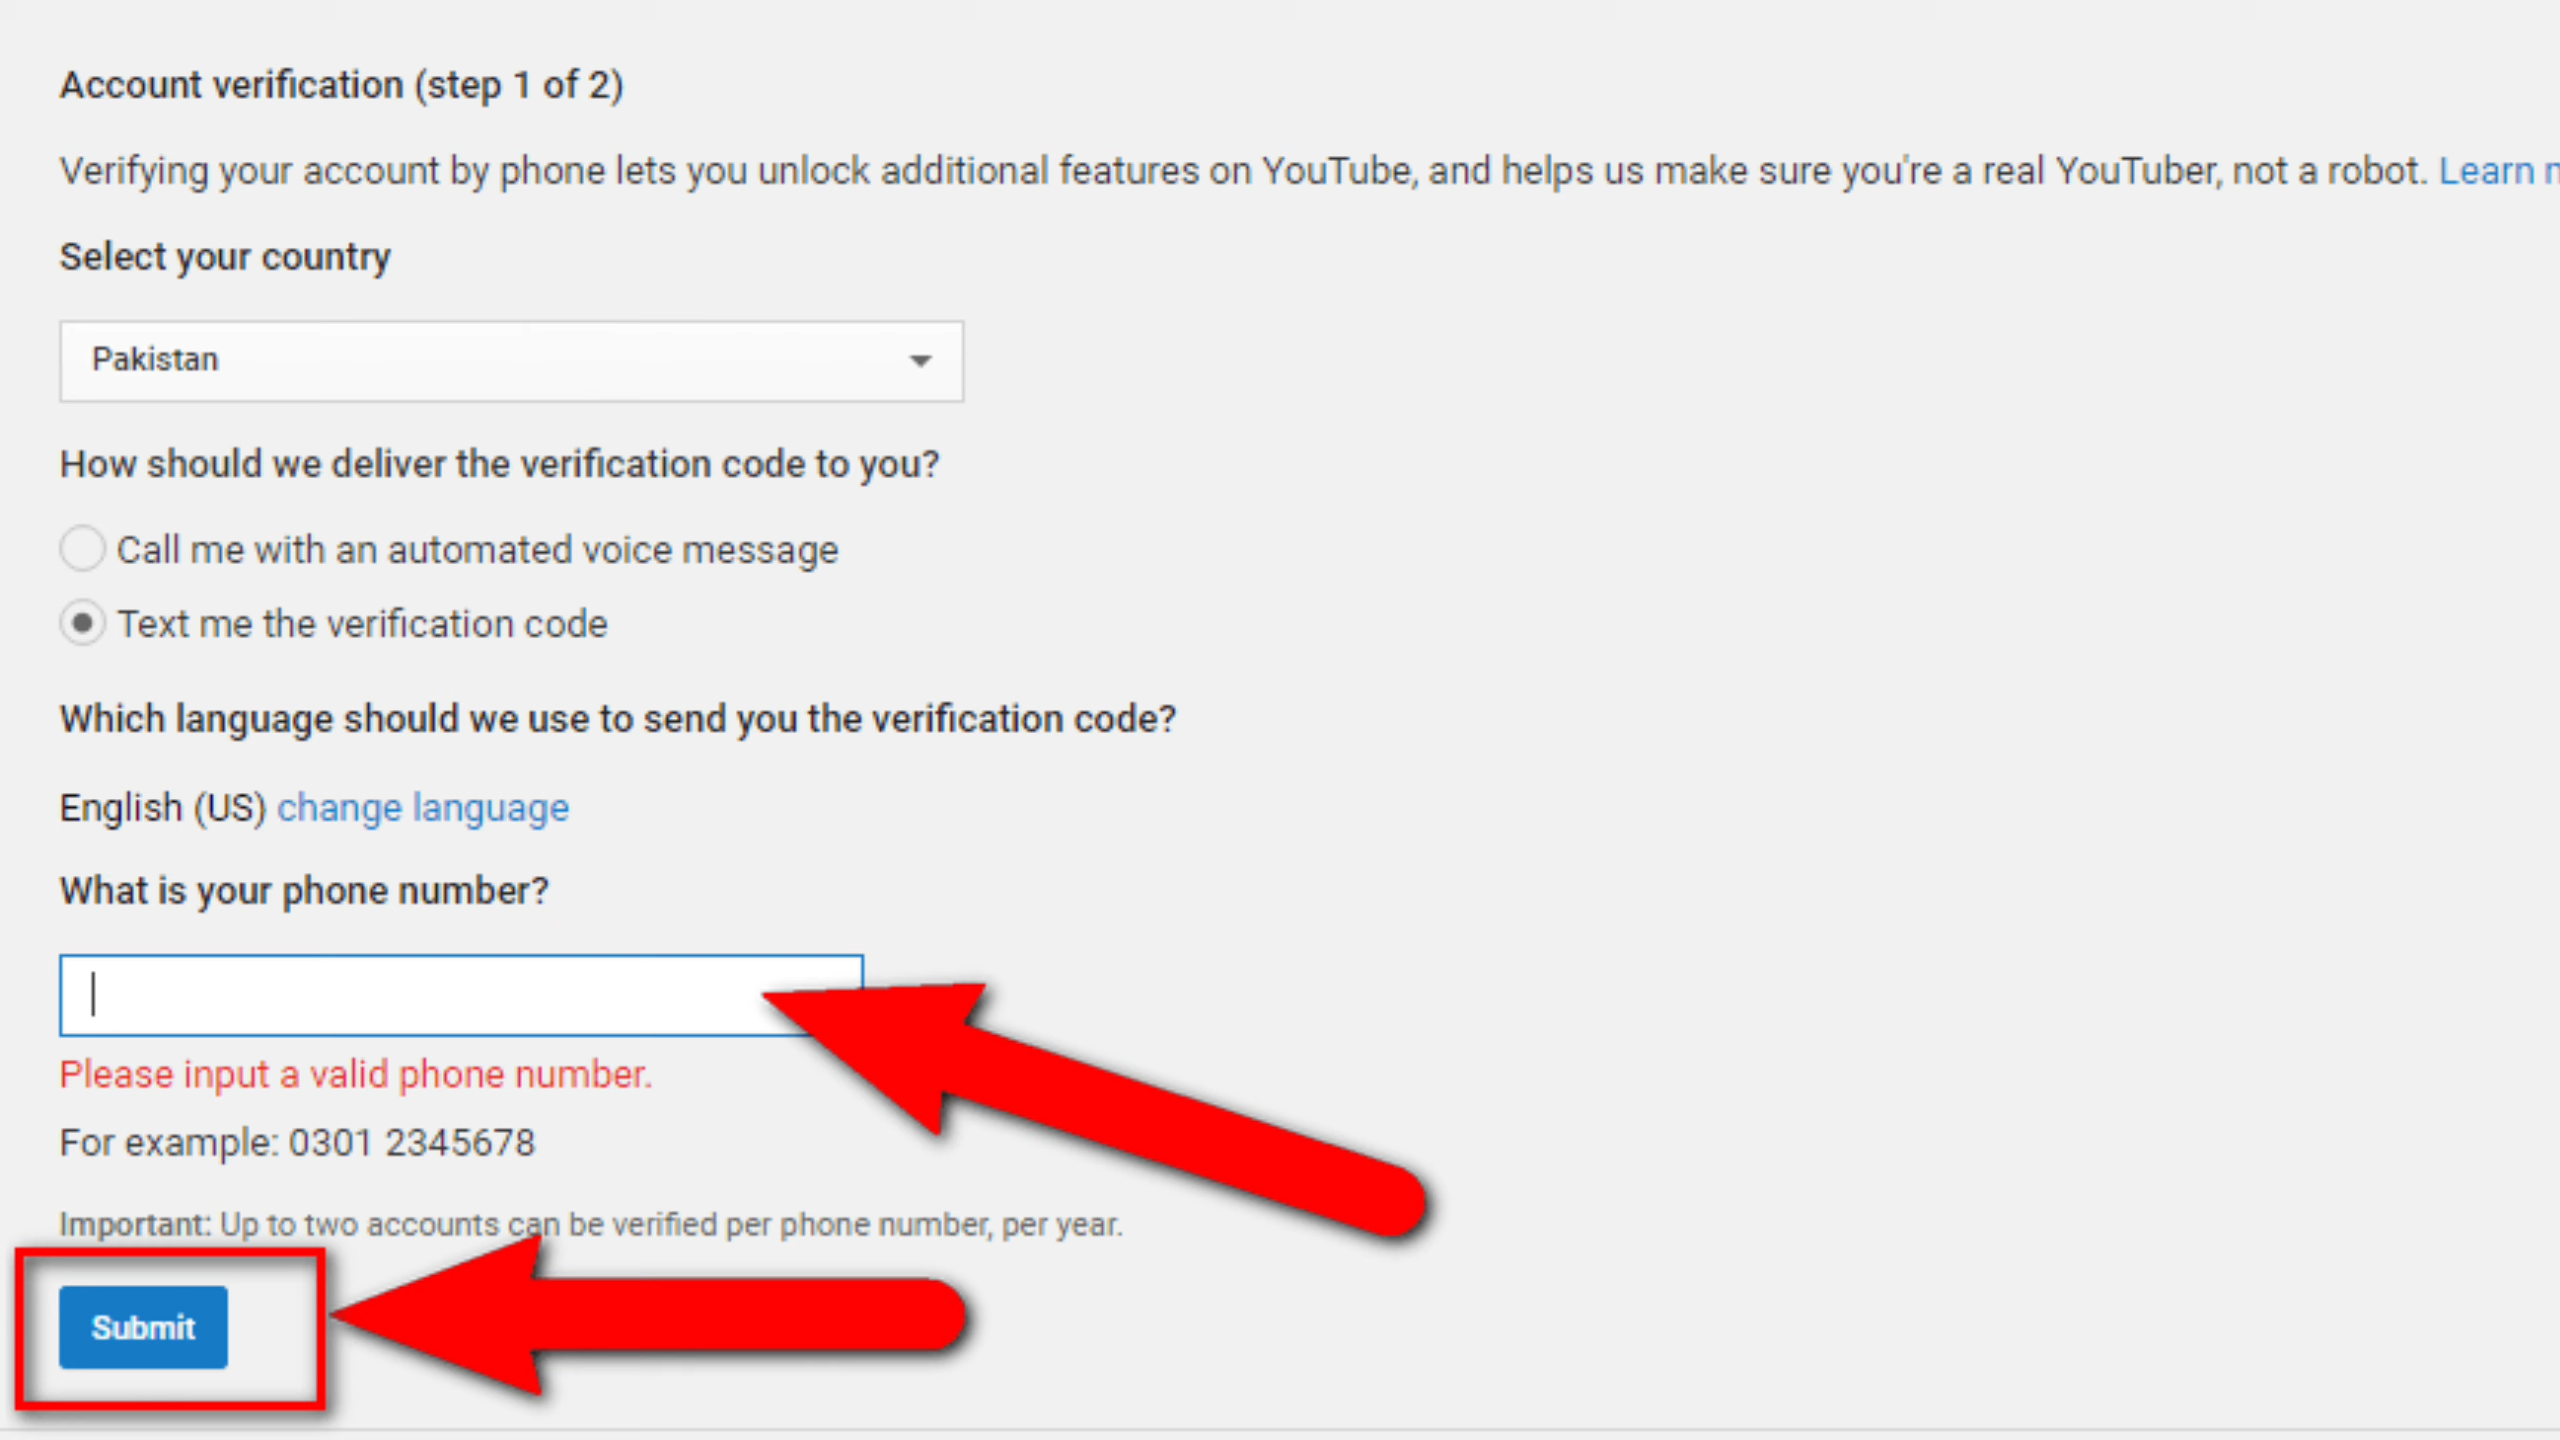 Account verification (step 1 of 2)
Verifying your account by phone lets you unlock additional features on YouTube, and helps us make sure you're a real YouTuber, not a robot. Learn
Select your country
Pakistan
How should we deliver the verification code to you?
Call me with an automated voice message
Text me the verification code
Which language should we use to send you the verification code?
English (US) change language
What is your phone number?
Please input a valid phone number.
For example: 0301 2345678
Important: Up to two accounts can be verified per phone number, per year.
Submit